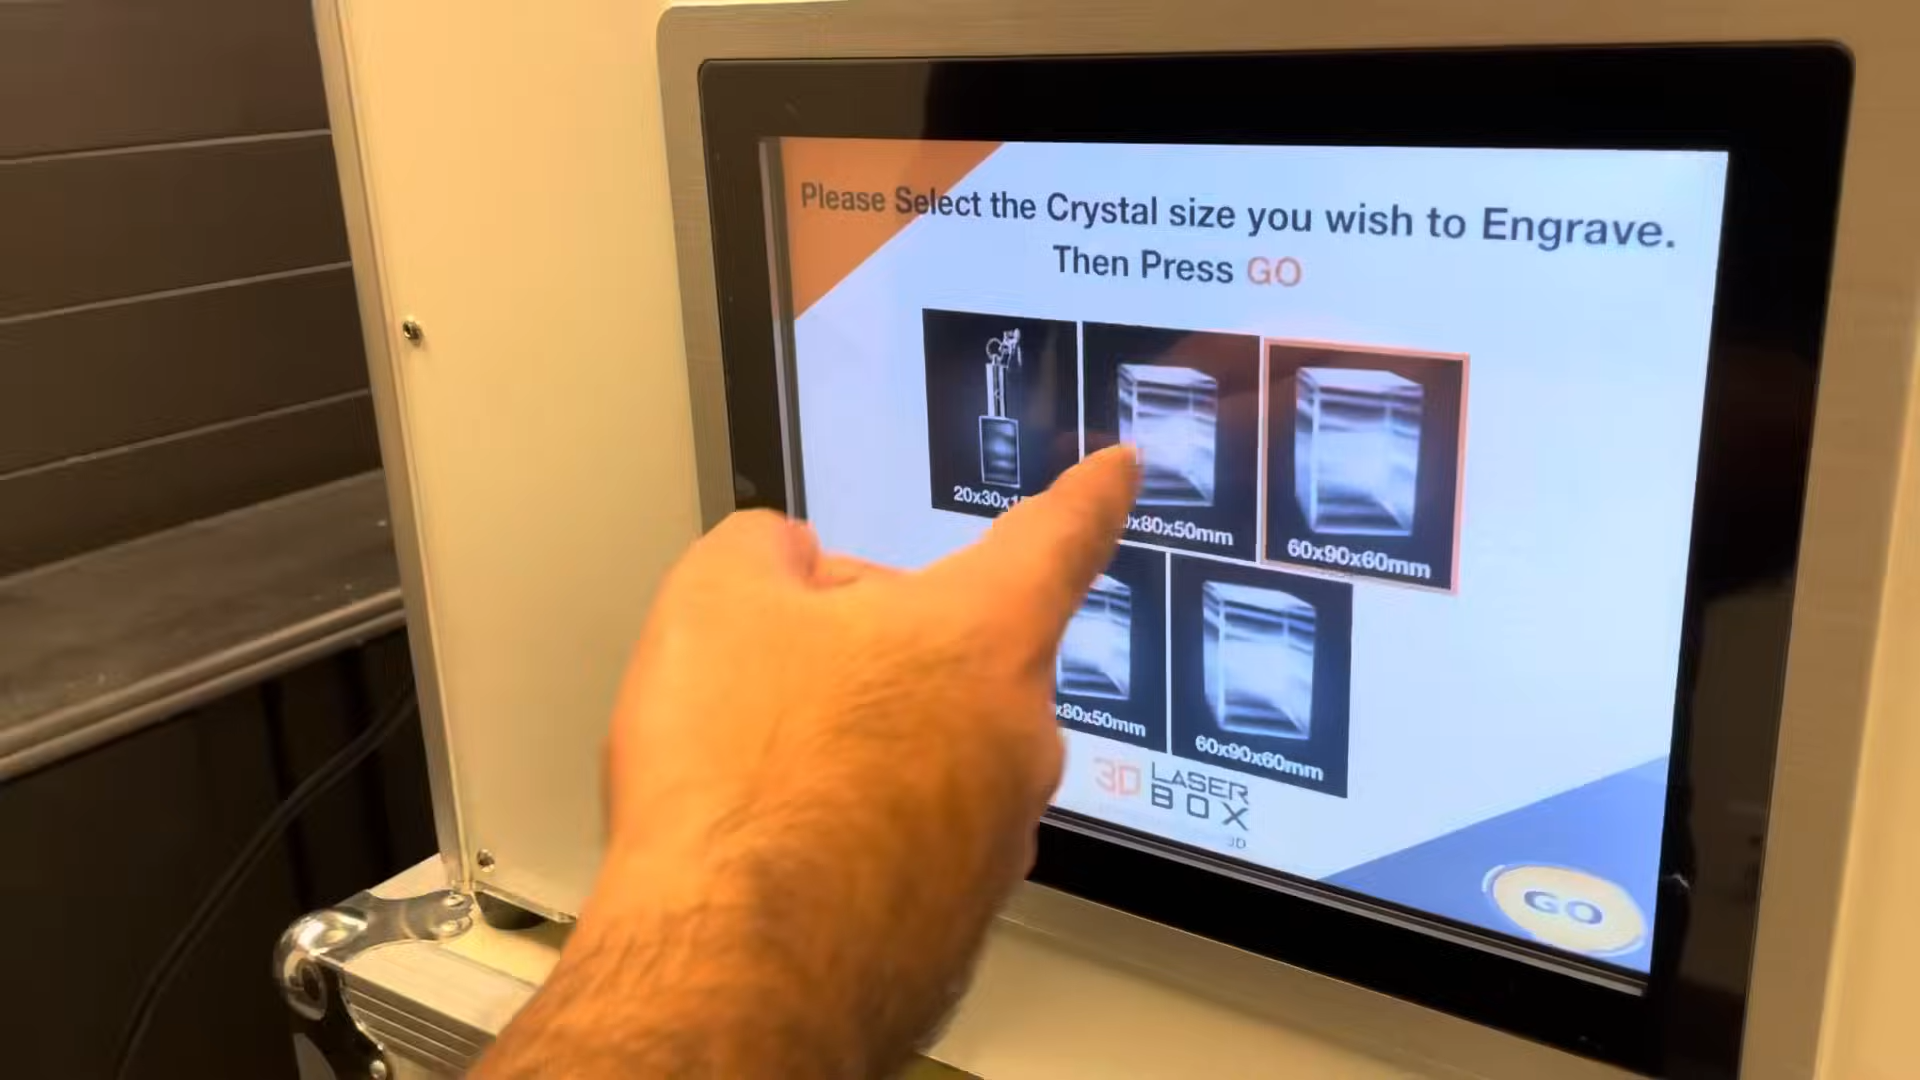 Please Select the Crystal size you wish to Engrave.
Then Press GO
x80x50mm
60x90x60mm
x80x50mm
60x90x60mm
3D LASER
BOX
3D
GO